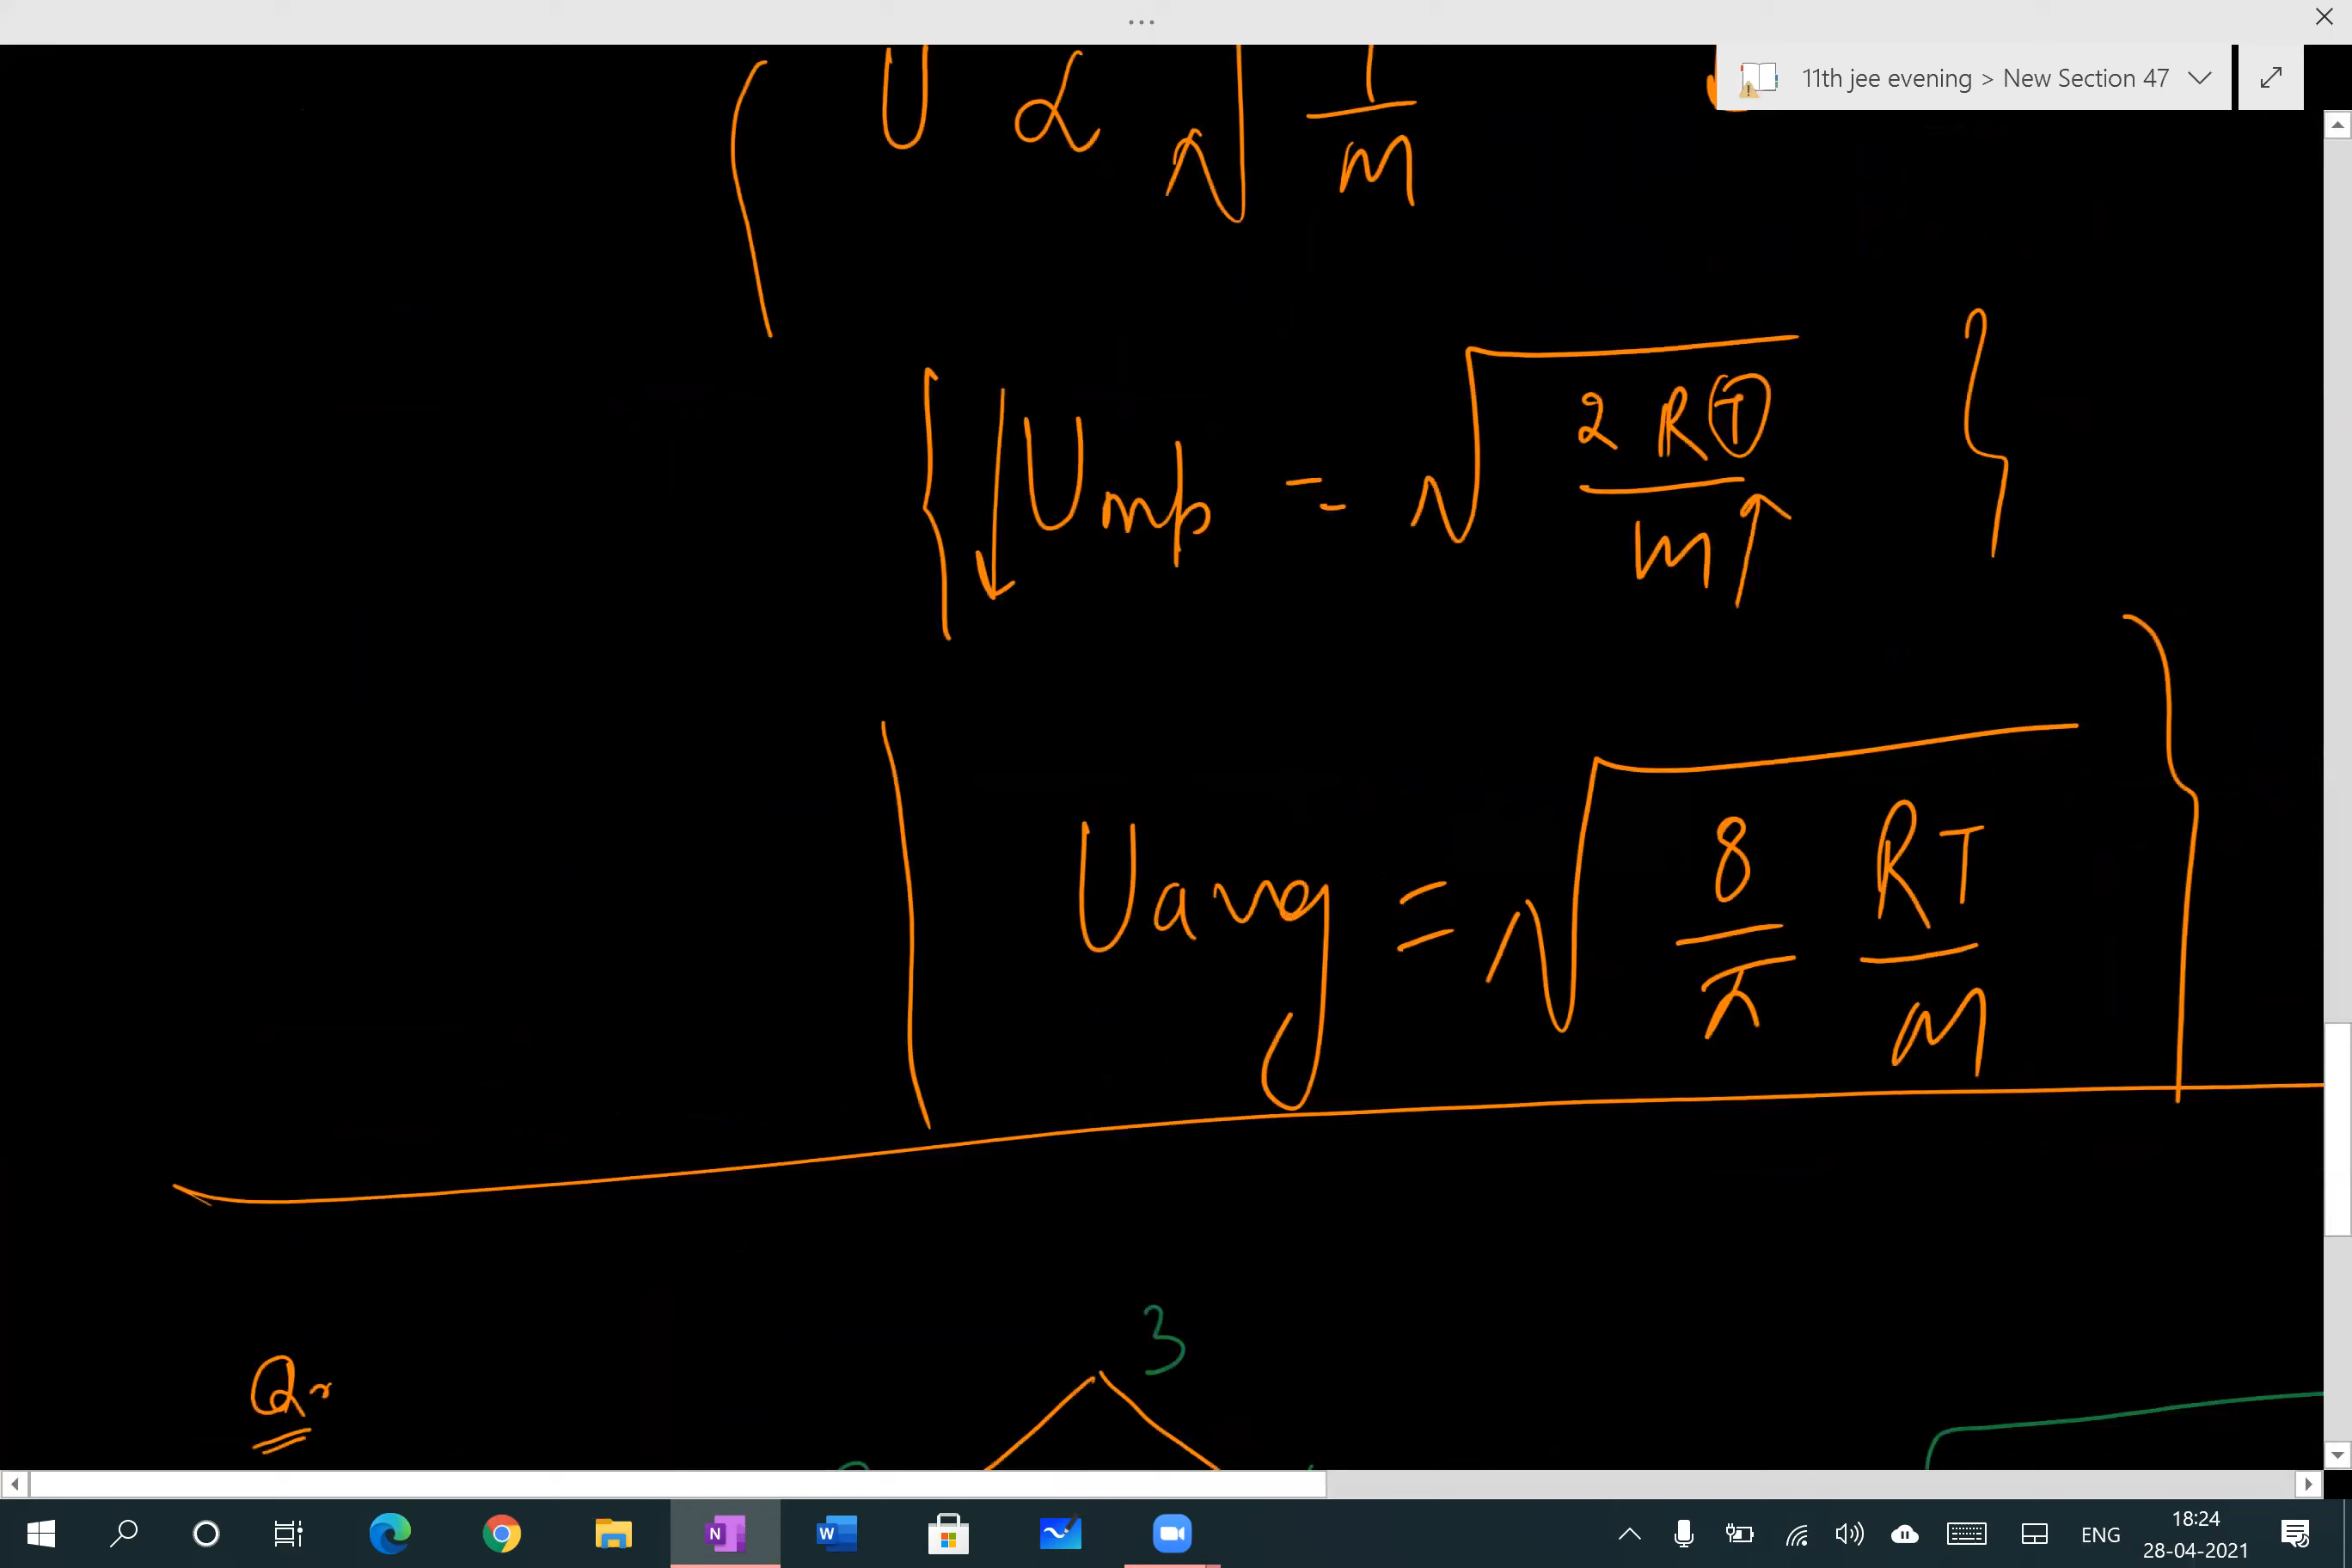 ...
11th jee evening > New Section 47
U ∝ √ 1/M
↓ Ump = √ 2RT/M ↑
Uavg = √ 8/π RT/M
3
Q~
N
W
ENG
18:24
28-04-2021